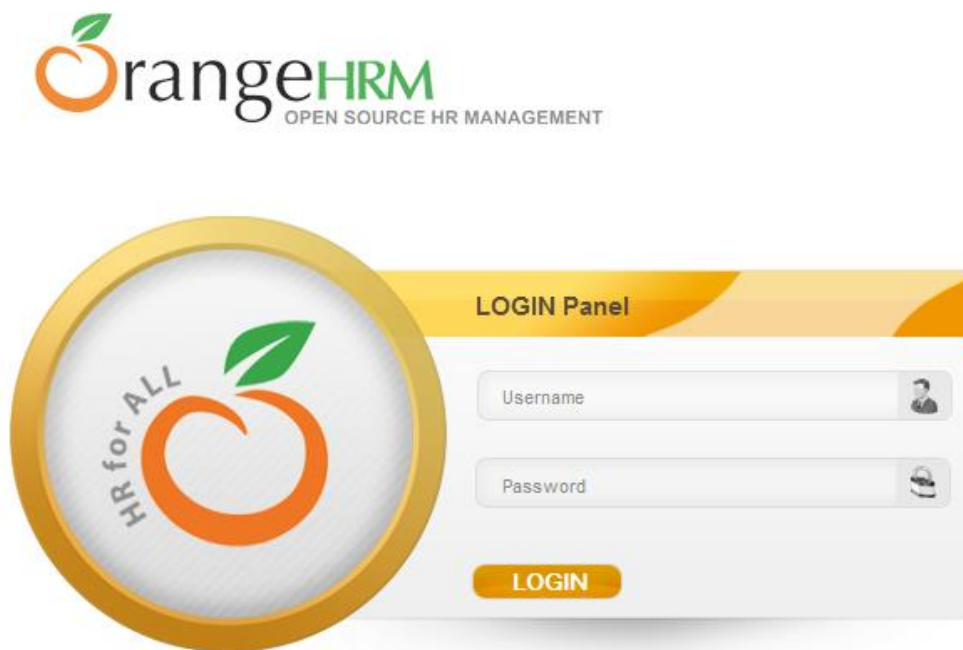 OrangeHRM
OPEN SOURCE HR MANAGEMENT
LOGIN Panel
HR for ALL
Username
Password
LOGIN